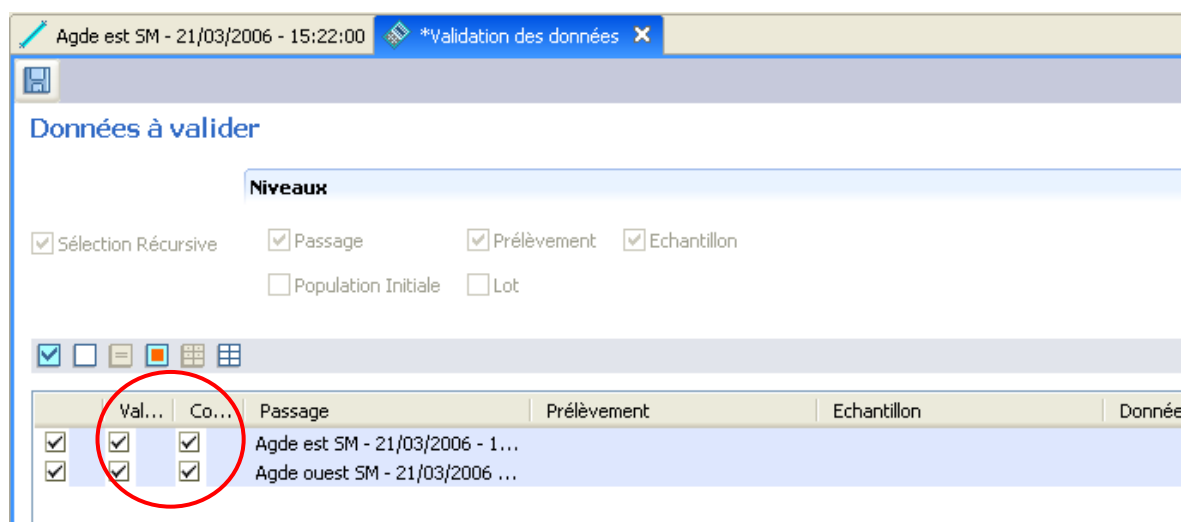 Agde est SM - 21/03/2006 - 15:22:00 *Validation des données
Données à valider
Niveaux
Sélection Récursive Passage Prélèvement Echantillon
Population Initiale Lot
Val... Co... Passage Prélèvement Echantillon Donnée
Agde est SM - 21/03/2006 - 1...
Agde ouest SM - 21/03/2006 ...